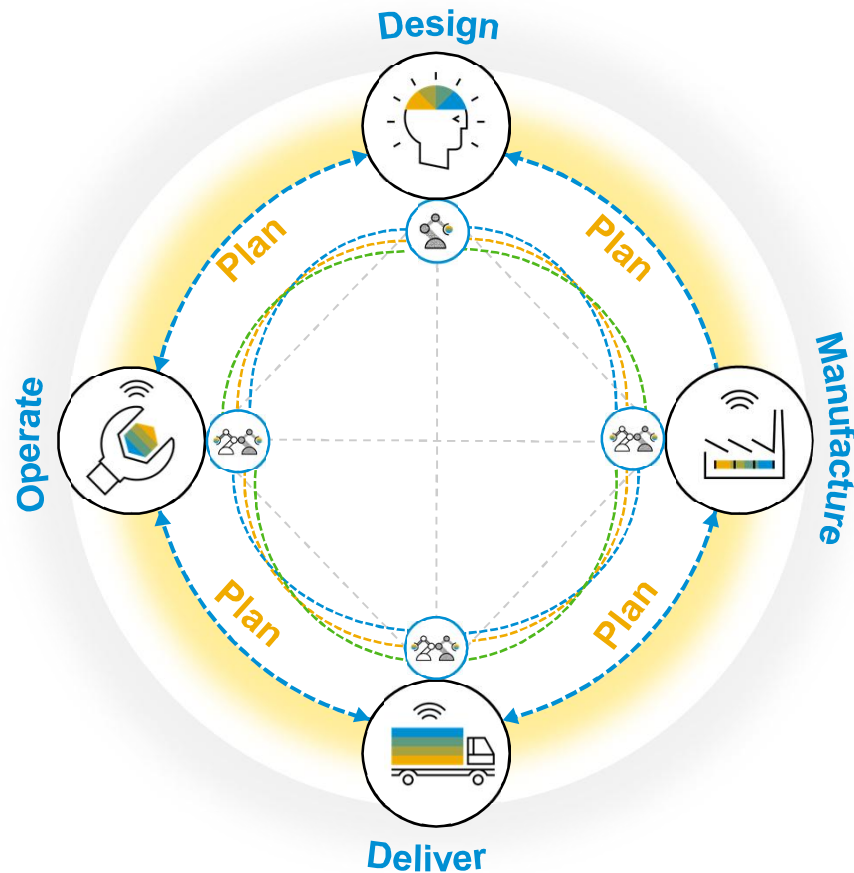 Design
Plan
Plan
Operate
Manufacture
Plan
Plan
Deliver